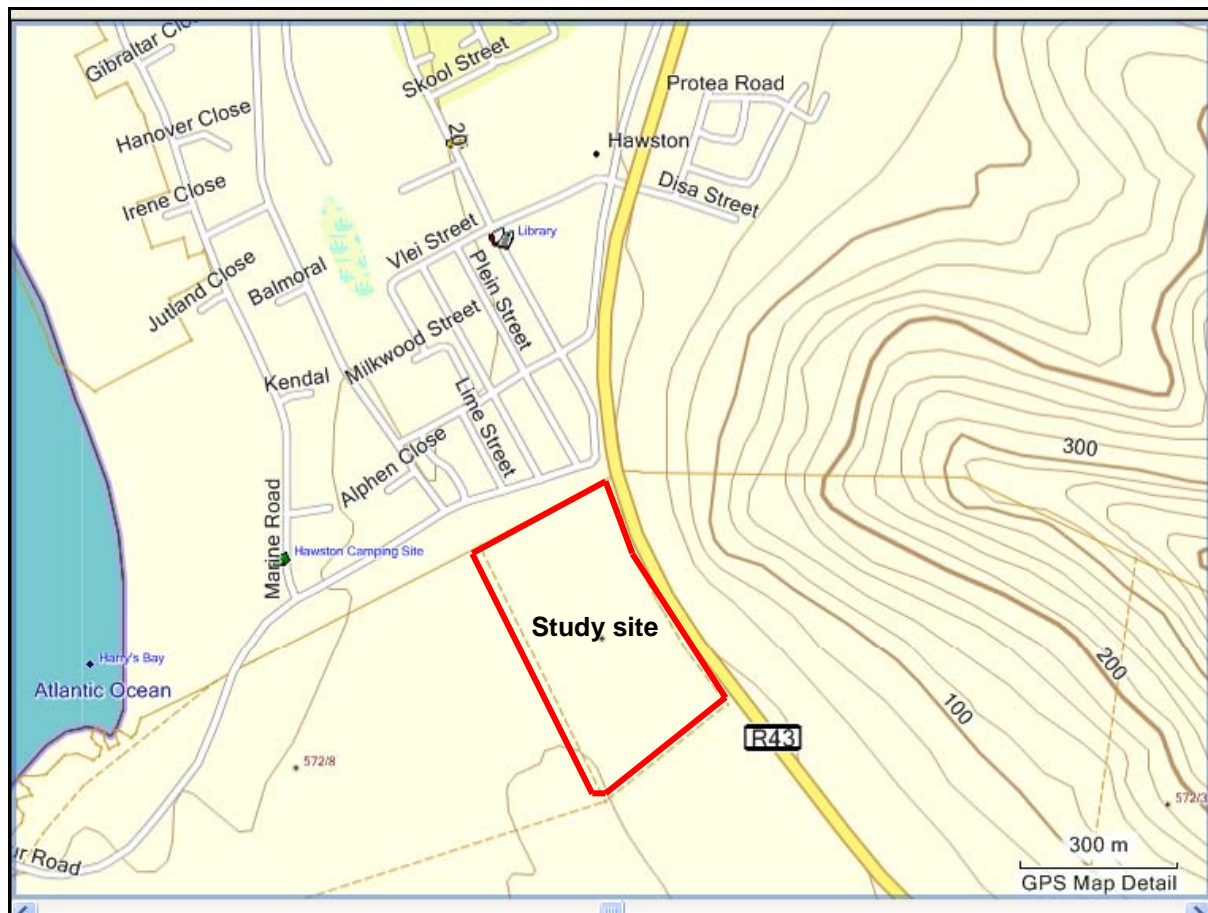 Gibraltar Clo
Skool Street
Protea Road
Hanover Close
20
Hawston
Irene Close
Disa Street
Vlei Street
Library
Jutland Close
Balmoral
Plein Street
Milkwood Street
Kendal
Lime Street
300
Alphen Close
Marine Road
Hawston Camping Site
Study site
Harry's Bay
Atlantic Ocean
200
100
R43
572/8
572/3
ur Road
300 m
GPS Map Detail